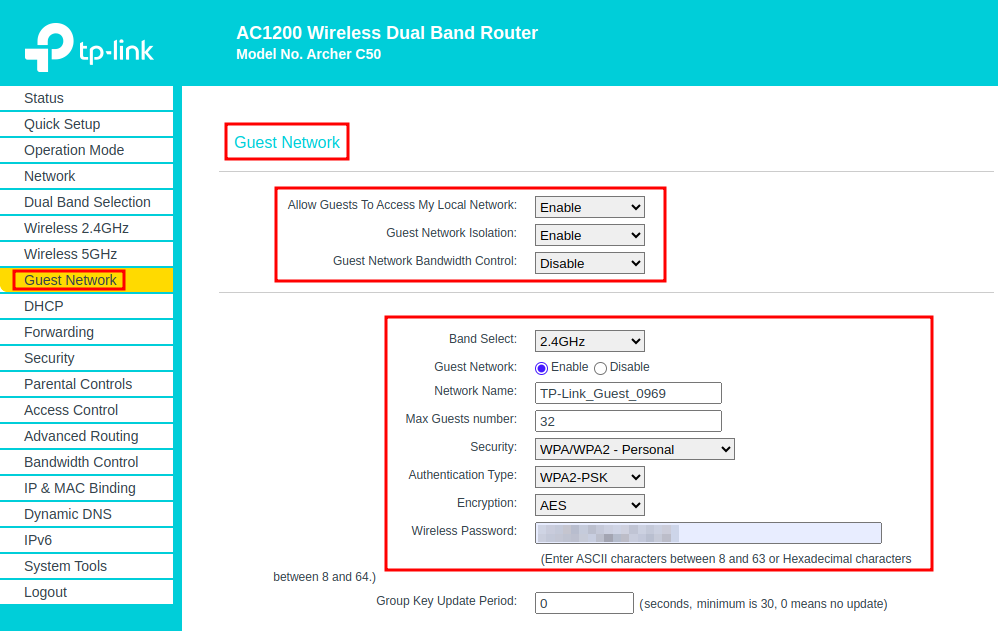 tp-link
AC1200 Wireless Dual Band Router
Model No. Archer C50
Status
Quick Setup
Operation Mode
Network
Dual Band Selection
Wireless 2.4GHz
Wireless 5GHz
Guest Network
DHCP
Forwarding
Security
Parental Controls
Access Control
Advanced Routing
Bandwidth Control
IP & MAC Binding
Dynamic DNS
IPv6
System Tools
Logout
Guest Network
Allow Guests To Access My Local Network: Enable
Guest Network Isolation: Enable
Guest Network Bandwidth Control: Disable
Band Select: 2.4GHz
Guest Network: Enable Disable
Network Name: TP-Link_Guest_0969
Max Guests number: 32
Security: WPA/WPA2 - Personal
Authentication Type: WPA2-PSK
Encryption: AES
Wireless Password:
(Enter ASCII characters between 8 and 63 or Hexadecimal characters
between 8 and 64.)
Group Key Update Period: 0 (seconds, minimum is 30, 0 means no update)